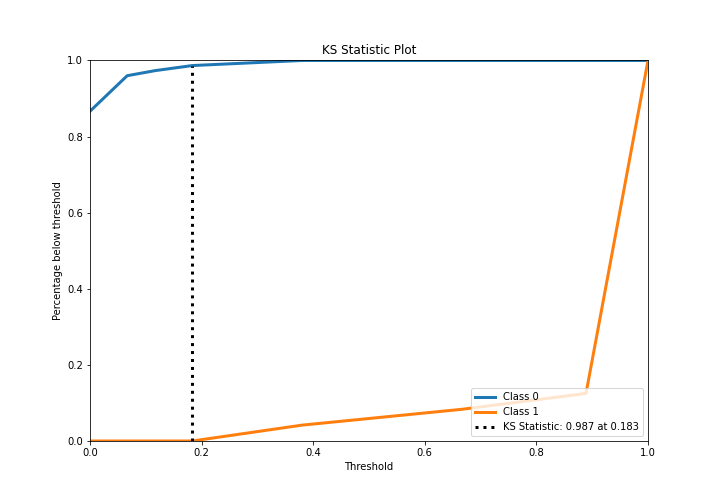 KS Statistic Plot
1.0
0.8
0.6
0.4
0.2
0.0
Percentage below threshold
0.0 0.2 0.4 0.6 0.8 1.0
Threshold
Class 0
Class 1
KS Statistic: 0.987 at 0.183